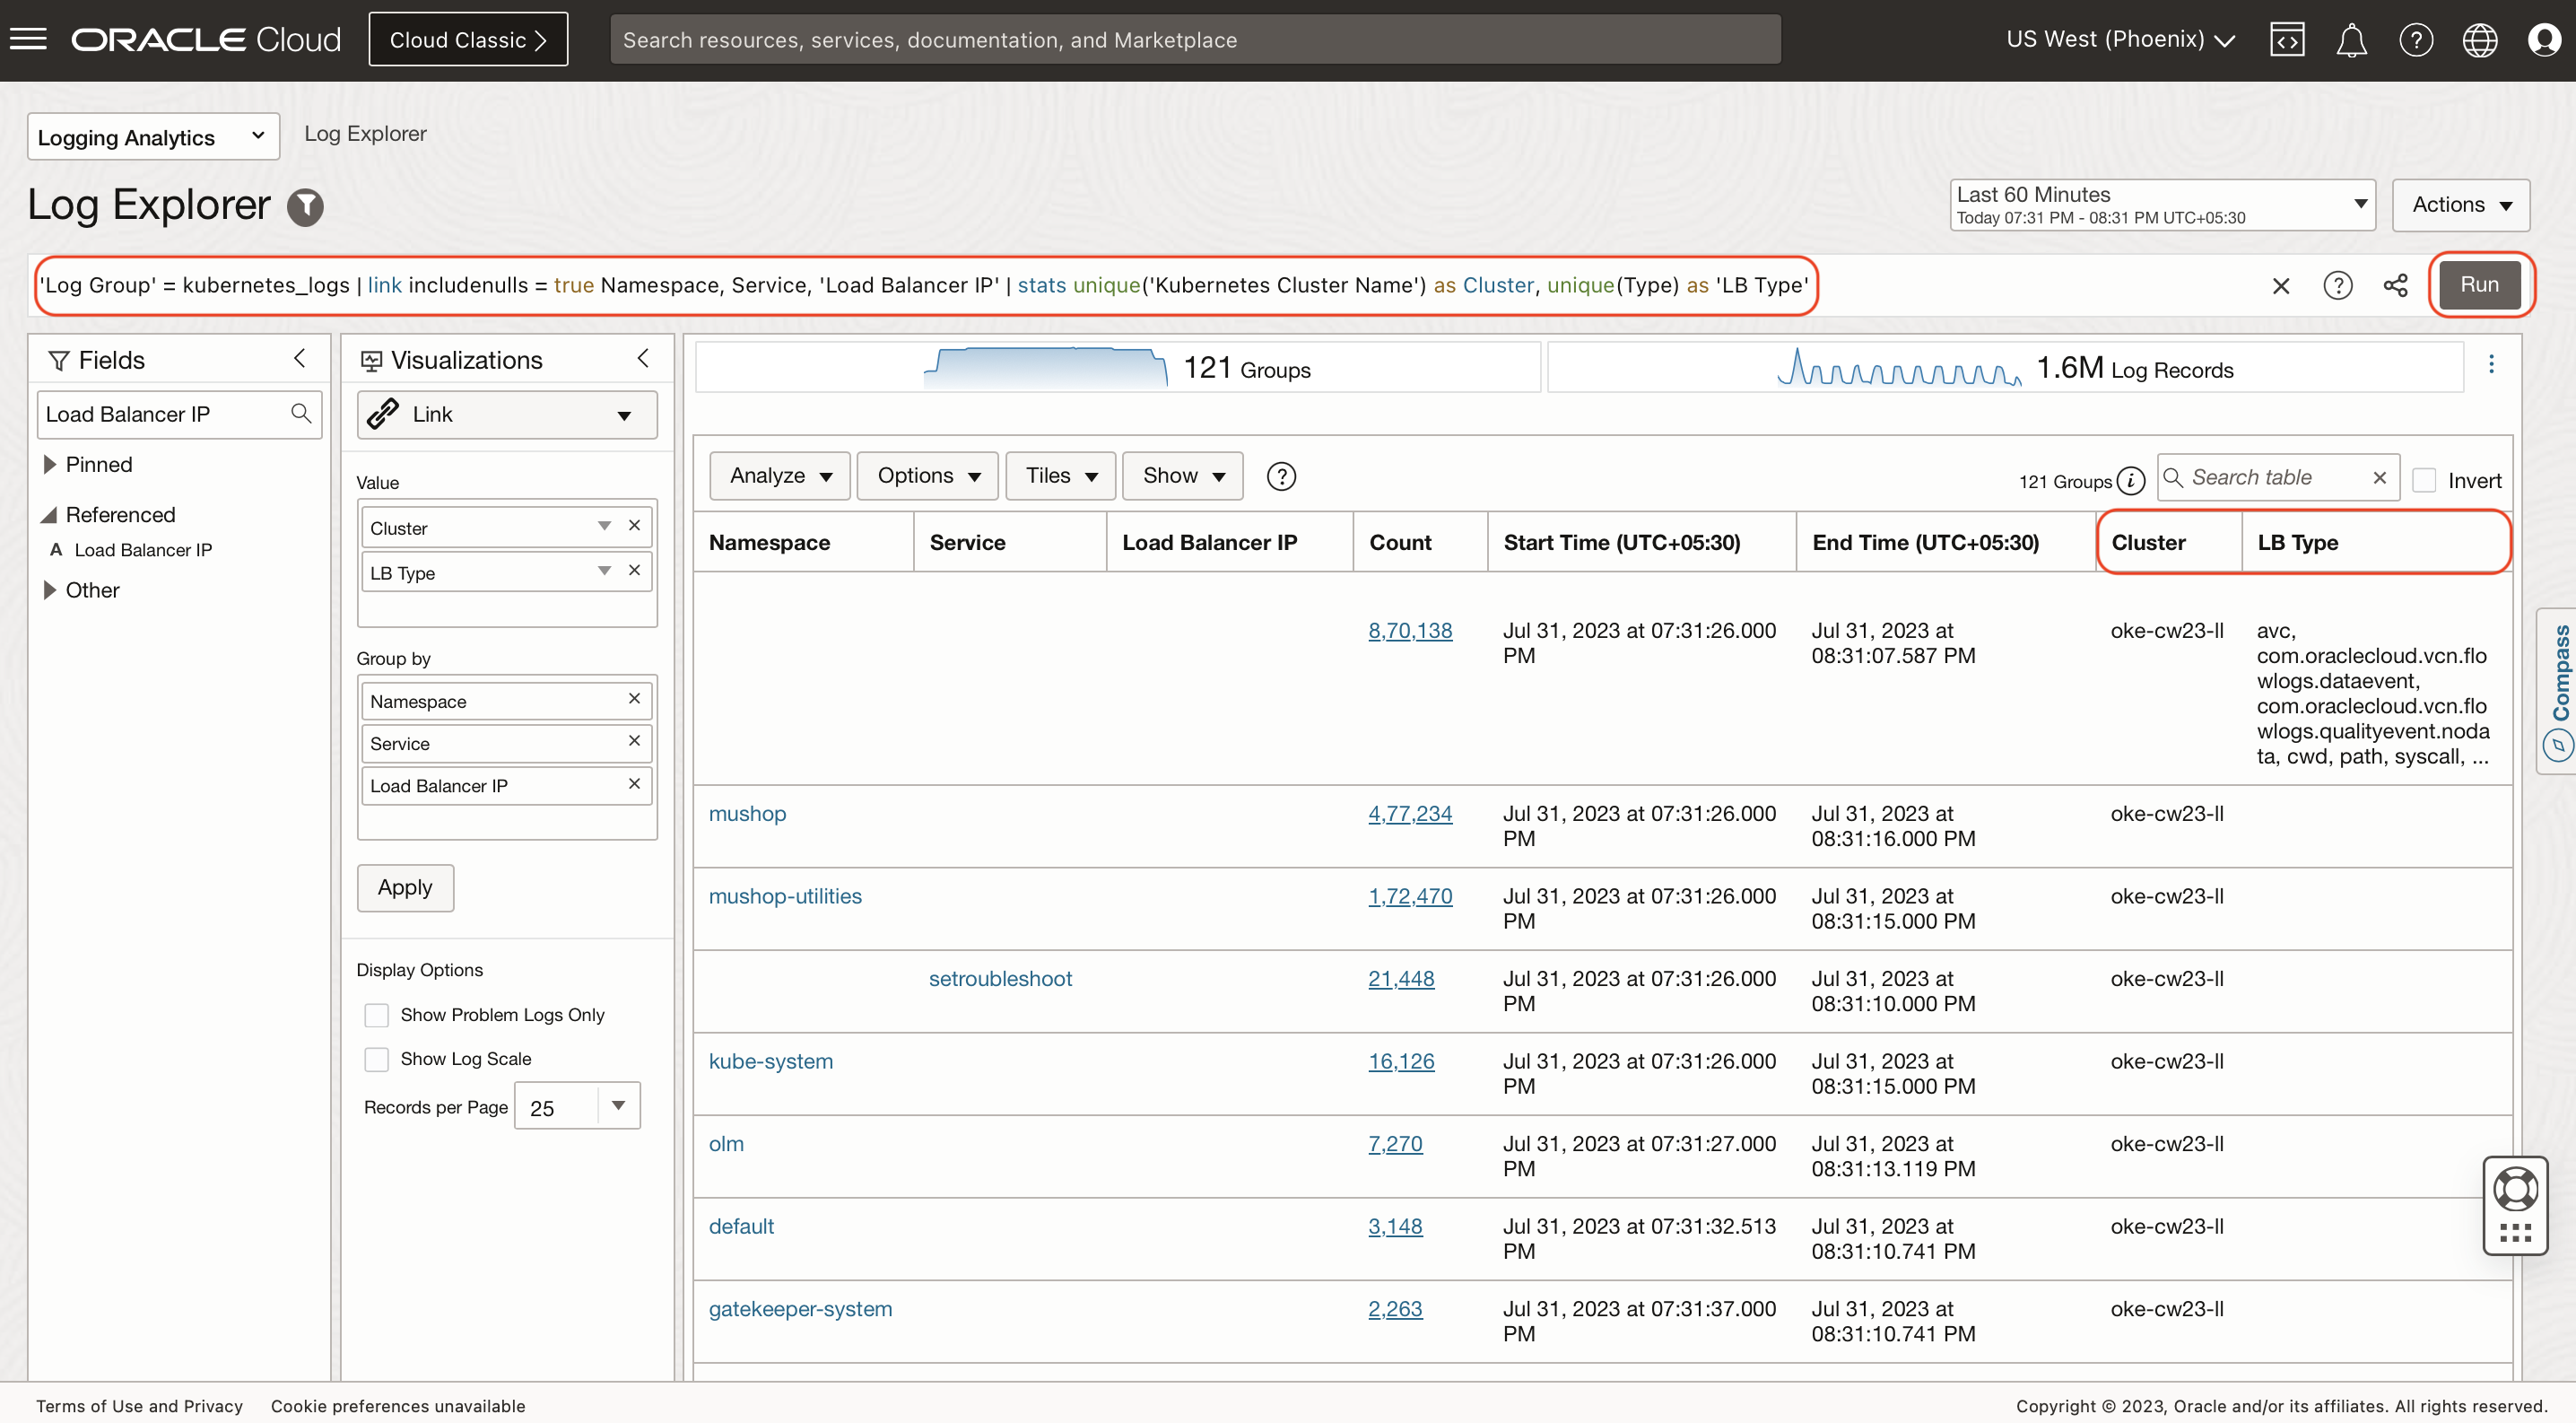 ORACLE Cloud
Cloud Classic
Search resources, services, documentation, and Marketplace
US West (Phoenix)
Logging Analytics
Log Explorer
Log Explorer
Last 60 Minutes
Today 07:31 PM - 08:31 PM UTC+05:30
Actions
'Log Group' = kubernetes_logs | link includenulls = true Namespace, Service, 'Load Balancer IP' | stats unique('Kubernetes Cluster Name') as Cluster, unique(Type) as 'LB Type'
Run
Fields
Load Balancer IP
Pinned
Referenced
A Load Balancer IP
Other
Visualizations
Link
Value
Cluster
LB Type
Group by
Namespace
Service
Load Balancer IP
Apply
Display Options
Show Problem Logs Only
Show Log Scale
Records per Page 25
121 Groups
1.6M Log Records
Analyze Options Tiles Show
121 Groups
Search table
Invert
Namespace Service Load Balancer IP Count Start Time (UTC+05:30) End Time (UTC+05:30) Cluster LB Type
8,70,138 Jul 31, 2023 at 07:31:26.000 Jul 31, 2023 at oke-cw23-ll avc,
PM 08:31:07.587 PM com.oraclecloud.vcn.flo
wlogs.dataevent,
com.oraclecloud.vcn.flo
wlogs.qualityevent.noda
ta, cwd, path, syscall, ...
mushop 4,77,234 Jul 31, 2023 at 07:31:26.000 Jul 31, 2023 at oke-cw23-ll
PM 08:31:16.000 PM
mushop-utilities 1,72,470 Jul 31, 2023 at 07:31:26.000 Jul 31, 2023 at oke-cw23-ll
PM 08:31:15.000 PM
setroubleshoot 21,448 Jul 31, 2023 at 07:31:26.000 Jul 31, 2023 at oke-cw23-ll
PM 08:31:10.000 PM
kube-system 16,126 Jul 31, 2023 at 07:31:26.000 Jul 31, 2023 at oke-cw23-ll
PM 08:31:15.000 PM
olm 7,270 Jul 31, 2023 at 07:31:27.000 Jul 31, 2023 at oke-cw23-ll
PM 08:31:13.119 PM
default 3,148 Jul 31, 2023 at 07:31:32.513 Jul 31, 2023 at oke-cw23-ll
PM 08:31:10.741 PM
gatekeeper-system 2,263 Jul 31, 2023 at 07:31:37.000 Jul 31, 2023 at oke-cw23-ll
PM 08:31:10.741 PM
Compass
Terms of Use and Privacy
Cookie preferences unavailable
Copyright © 2023, Oracle and/or its affiliates. All rights reserved.